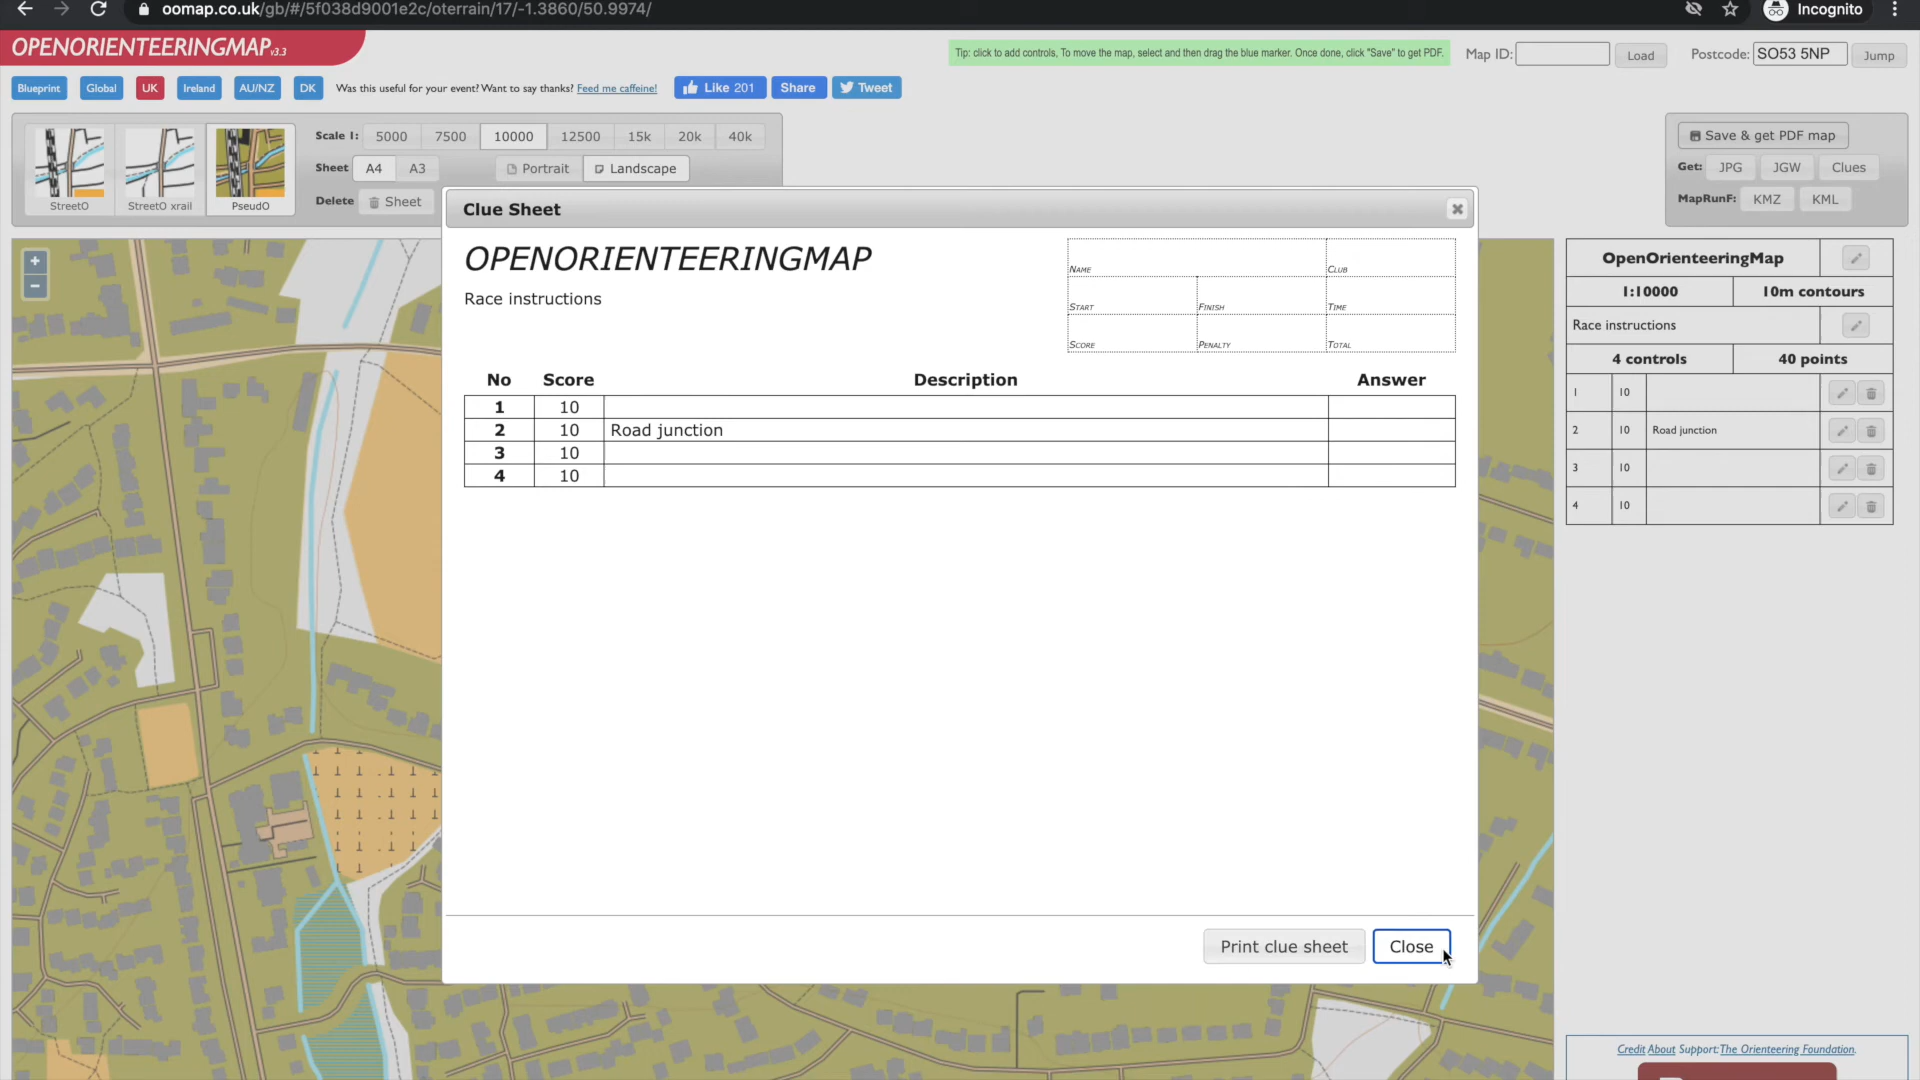 oomap.co.uk/gb/#/5f038d9001e2c/oterrain/17/-1.3860/50.9974/
Incognito
OPENORIENTEERINGMAP v3.3
Tip: click to add controls, To move the map, select and then drag the blue marker. Once done, click "Save" to get PDF.
Map ID:
Load
Postcode: SO53 5NP
Jump
Blueprint
Global
UK
Ireland
AU/NZ
DK
Was this useful for your event? Want to say thanks? Feed me caffeine!
Like 201
Share
Tweet
StreetO
StreetO xrail
PseudO
Scale 1: 5000 7500 10000 12500 15k 20k 40k
Sheet A4 A3 Portrait Landscape
Delete Sheet
Save & get PDF map
Get: JPG JGW Clues
MapRunF: KMZ KML
Clue Sheet
OPENORIENTEERINGMAP
Race instructions
NAME CLUB
START FINISH TIME
SCORE PENALTY TOTAL
No Score Description Answer
1 10
2 10 Road junction
3 10
4 10
Print clue sheet
Close
+
−
OpenOrienteeringMap
1:10000 10m contours
Race instructions
4 controls 40 points
1 10
2 10 Road junction
3 10
4 10
Credit About Support: The Orienteering Foundation.